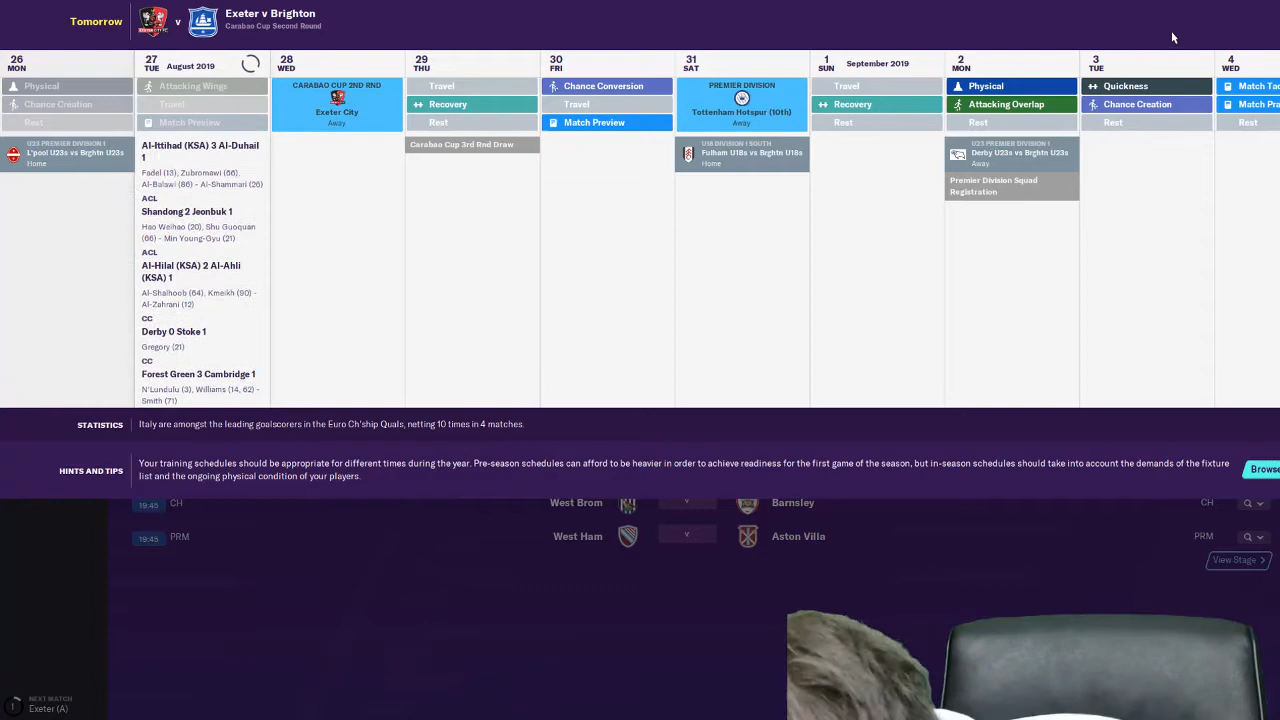 Tomorrow
v
Exeter v Brighton
Carabao Cup Second Round
26
MON
Physical
Chance Creation
Rest
U23 PREMIER DIVISION 1
L'pool U23s vs Brghtn U23s
Home
27
TUE
August 2019
Attacking Wings
Travel
Match Preview
Al-Ittihad (KSA) 3 Al-Duhail
1
Fadel (13), Zubromawi (66),
Al-Balawi (86) - Al-Shammari (26)
ACL
Shandong 2 Jeonbuk 1
Hao Weihao (20), Shu Guoquan
(66) - Min Young-Gyu (21)
ACL
Al-Hilal (KSA) 2 Al-Ahli
(KSA) 1
Al-Shalhoob (64), Kmeikh (90) -
Al-Zahrani (12)
CC
Derby 0 Stoke 1
Gregory (21)
CC
Forest Green 3 Cambridge 1
N'Lundulu (3), Williams (14, 62) -
Smith (71)
28
WED
CARABAO CUP 2ND RND
Exeter City
Away
29
THU
Travel
Recovery
Rest
Carabao Cup 3rd Rnd Draw
30
FRI
Chance Conversion
Travel
Match Preview
31
SAT
PREMIER DIVISION
Tottenham Hotspur (10th)
Away
U18 DIVISION 1 SOUTH
Fulham U18s vs Brghtn U18s
Home
1
SUN
September 2019
Travel
Recovery
Rest
2
MON
Physical
Attacking Overlap
Rest
U23 PREMIER DIVISION 1
Derby U23s vs Brghtn U23s
Away
Premier Division Squad
Registration
3
TUE
Quickness
Chance Creation
Rest
4
WED
Match Tac
Match Pra
Rest
STATISTICS
Italy are amongst the leading goalscorers in the Euro Ch'ship Quals, netting 10 times in 4 matches.
HINTS AND TIPS
Your training schedules should be appropriate for different times during the year. Pre-season schedules can afford to be heavier in order to achieve readiness for the first game of the season, but in-season schedules should take into account the demands of the fixture
list and the ongoing physical condition of your players.
Browse
19:45 CH West Brom v Barnsley CH
19:45 PRM West Ham v Aston Villa PRM
View Stage
1
NEXT MATCH
Exeter (A)